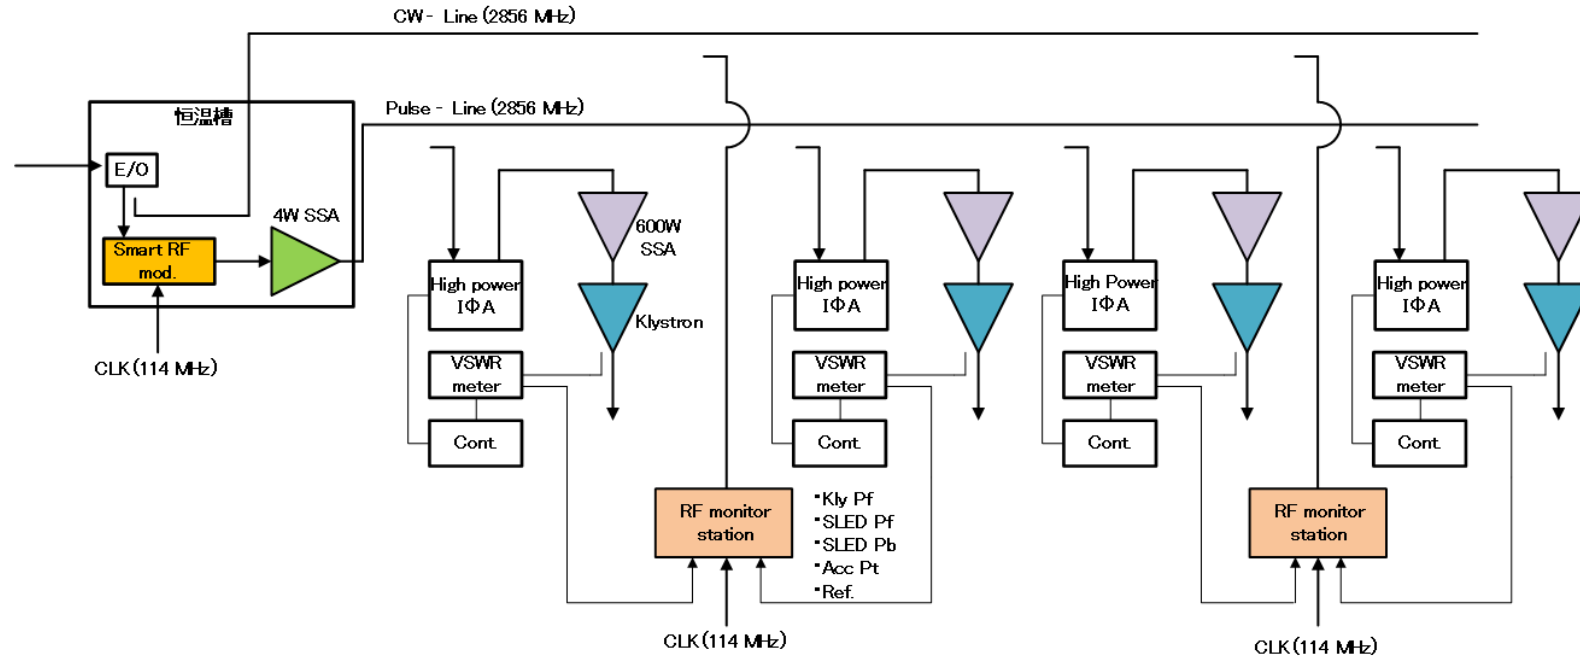 CW - Line (2856 MHz)
恒温槽
Pulse - Line (2856 MHz)
E/O
4W SSA
Smart RF
mod.
CLK (114 MHz)
600W
SSA
High power
IΦA
Klystron
VSWR
meter
Cont.
High power
IΦA
VSWR
meter
Cont.
High Power
IΦA
VSWR
meter
Cont.
High power
IΦA
VSWR
meter
Cont.
RF monitor
station
・Kly Pf
・SLED Pf
・SLED Pb
・Acc Pt
・Ref.
CLK (114 MHz)
RF monitor
station
CLK (114 MHz)